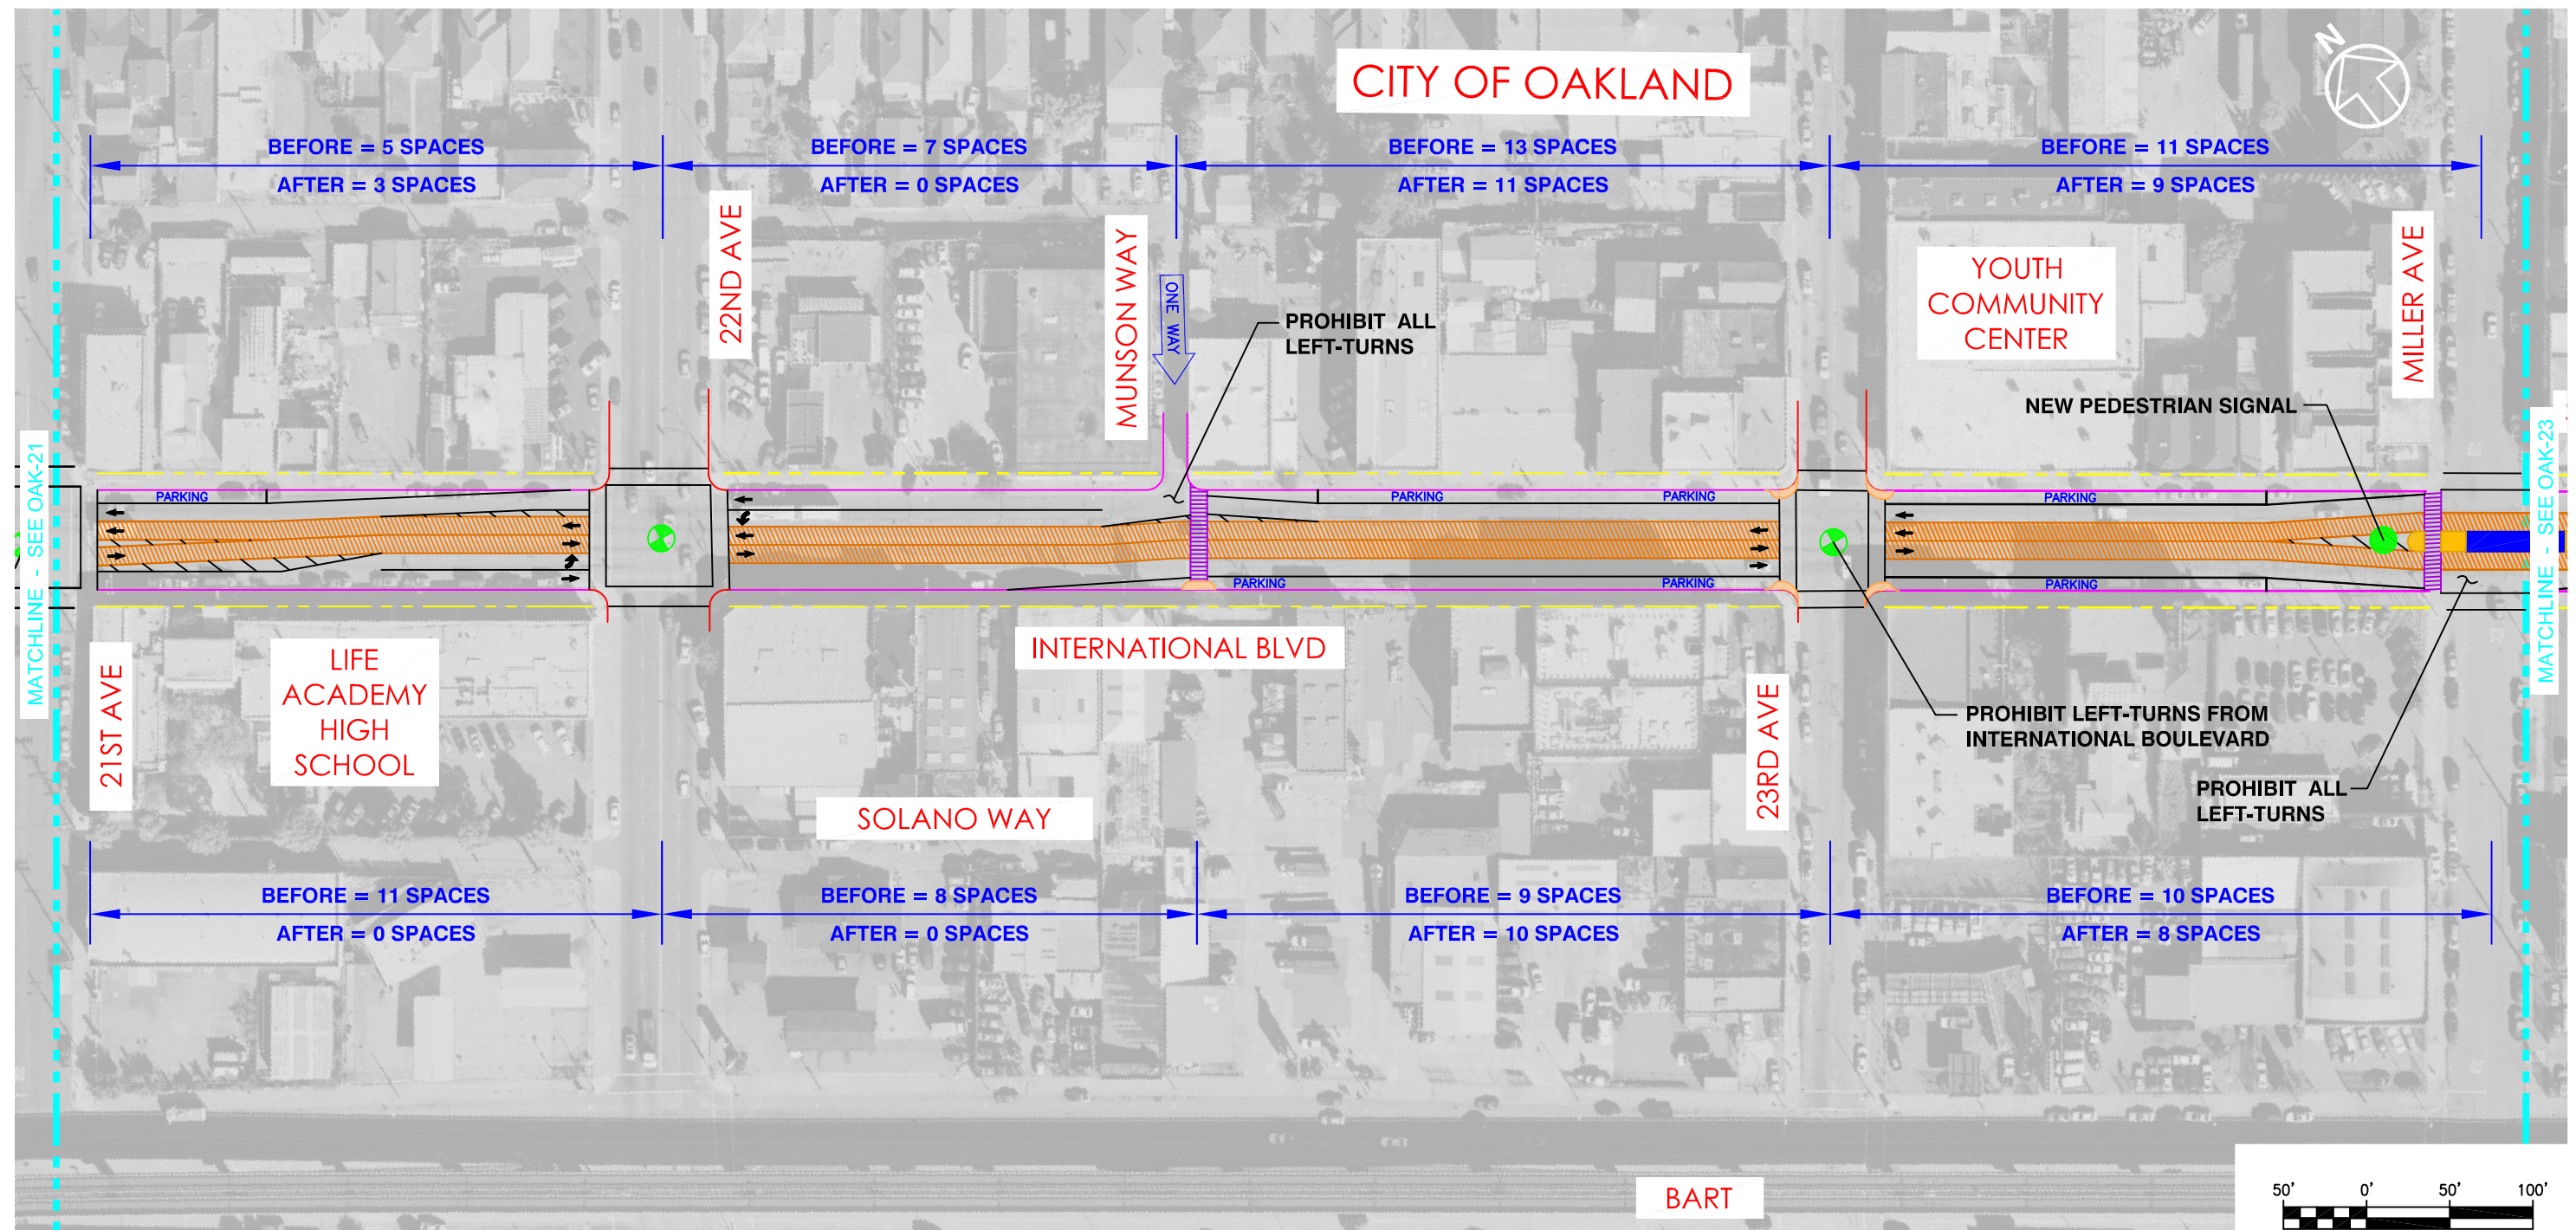 CITY OF OAKLAND
N
BEFORE = 5 SPACES
AFTER = 3 SPACES
BEFORE = 7 SPACES
AFTER = 0 SPACES
BEFORE = 13 SPACES
AFTER = 11 SPACES
BEFORE = 11 SPACES
AFTER = 9 SPACES
22ND AVE
MUNSON WAY
ONE WAY
PROHIBIT ALL
LEFT-TURNS
YOUTH
COMMUNITY
CENTER
MILLER AVE
NEW PEDESTRIAN SIGNAL
MATCHLINE - SEE OAK-21
MATCHLINE - SEE OAK-23
PARKING
PARKING
PARKING
PARKING
PARKING
PARKING
PARKING
21ST AVE
LIFE
ACADEMY
HIGH
SCHOOL
INTERNATIONAL BLVD
SOLANO WAY
23RD AVE
PROHIBIT LEFT-TURNS FROM
INTERNATIONAL BOULEVARD
PROHIBIT ALL
LEFT-TURNS
BEFORE = 11 SPACES
AFTER = 0 SPACES
BEFORE = 8 SPACES
AFTER = 0 SPACES
BEFORE = 9 SPACES
AFTER = 10 SPACES
BEFORE = 10 SPACES
AFTER = 8 SPACES
BART
50' 0' 50' 100'